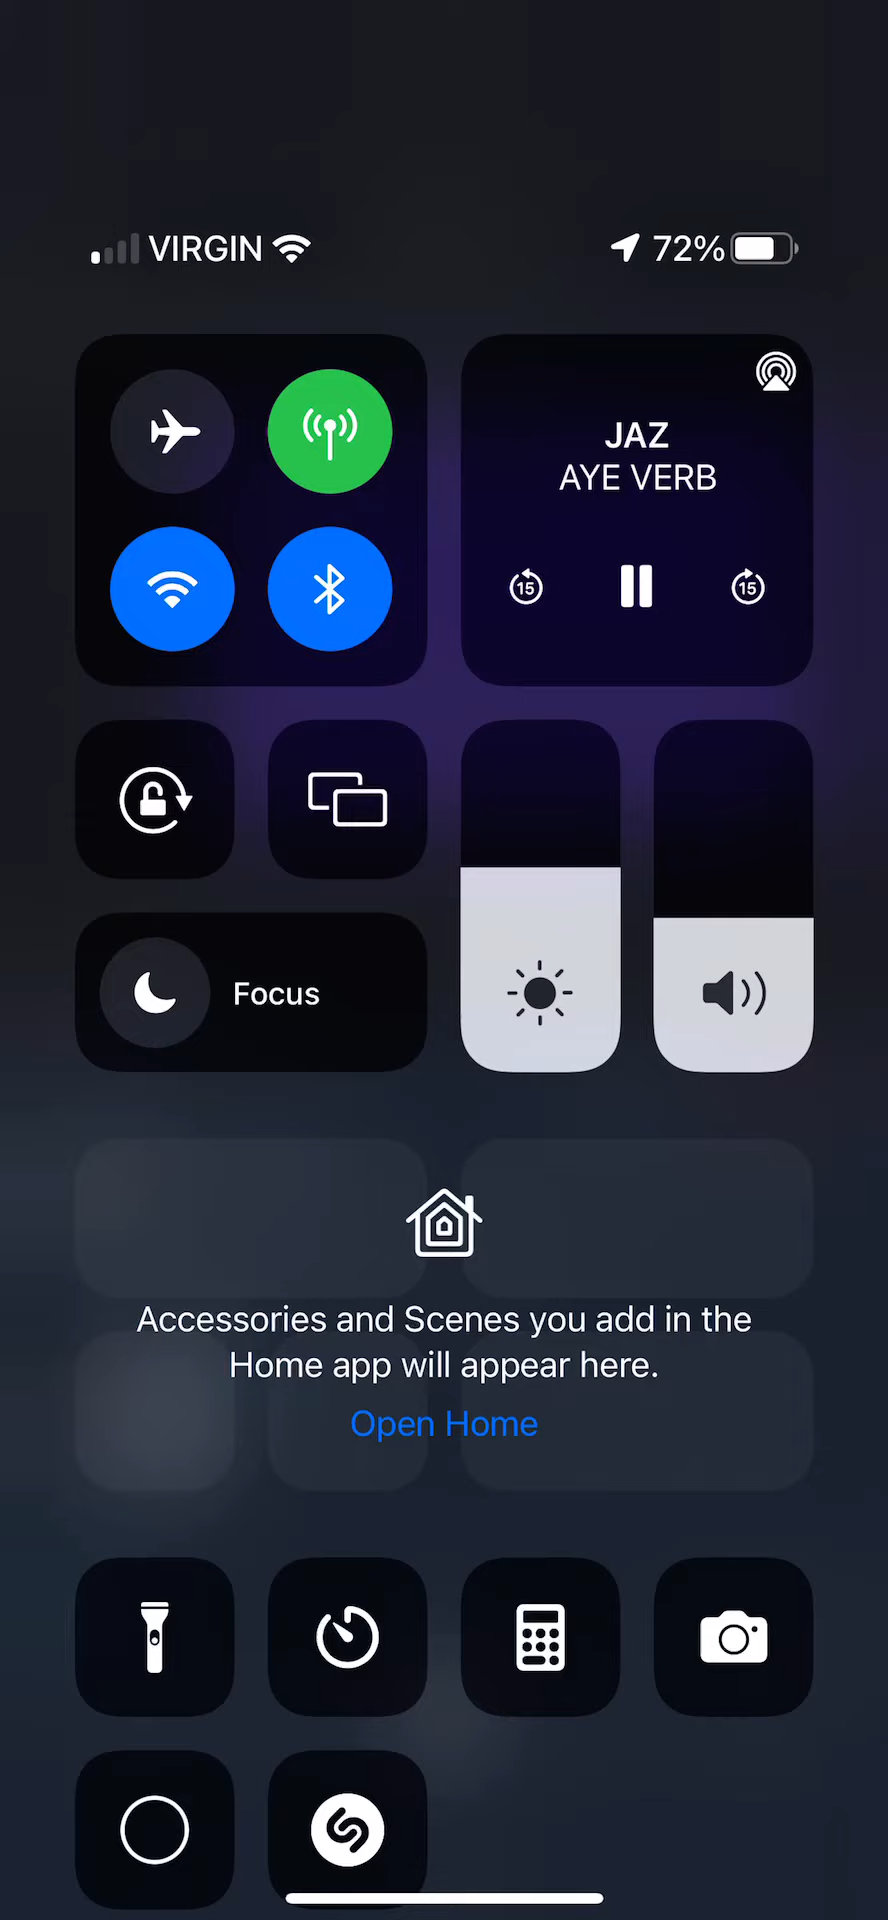 VIRGIN
72%
JAZ
AYE VERB
15
15
Focus
Accessories and Scenes you add in the
Home app will appear here.
Open Home